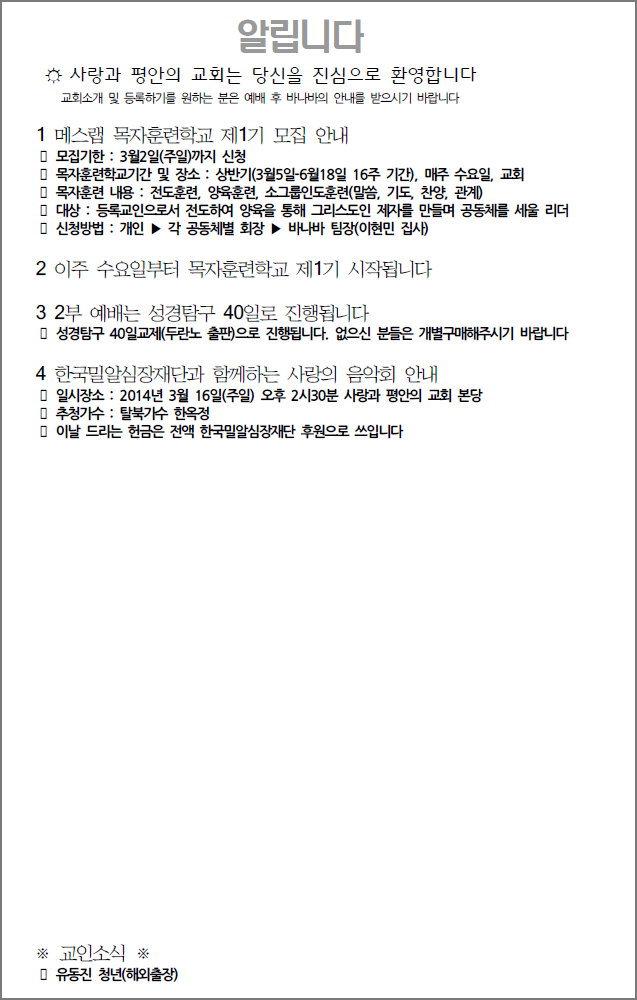 알립니다
☼ 사랑과 평안의 교회는 당신을 진심으로 환영합니다
교회소개 및 등록하기를 원하는 분은 예배 후 바나바의 안내를 받으시기 바랍니다
1 메스랩 목자훈련학교 제1기 모집 안내
▯ 모집기한 : 3월2일(주일)까지 신청
▯ 목자훈련학교기간 및 장소 : 상반기(3월5일-6월18일 16주 기간), 매주 수요일, 교회
▯ 목자훈련 내용 : 전도훈련, 양육훈련, 소그룹인도훈련(말씀, 기도, 찬양, 관계)
▯ 대상 : 등록교인으로서 전도하여 양육을 통해 그리스도인 제자를 만들며 공동체를 세울 리더
▯ 신청방법 : 개인 ▶ 각 공동체별 회장 ▶ 바나바 팀장(이현민 집사)
2 이주 수요일부터 목자훈련학교 제1기 시작됩니다
3 2부 예배는 성경탐구 40일로 진행됩니다
▯ 성경탐구 40일교제(두란노 출판)으로 진행됩니다. 없으신 분들은 개별구매해주시기 바랍니다
4 한국밀알심장재단과 함께하는 사랑의 음악회 안내
▯ 일시장소 : 2014년 3월 16일(주일) 오후 2시30분 사랑과 평안의 교회 본당
▯ 추청가수 : 탈북가수 한옥정
▯ 이날 드리는 헌금은 전액 한국밀알심장재단 후원으로 쓰입니다
※ 교인소식 ※
▯ 유동진 청년(해외출장)